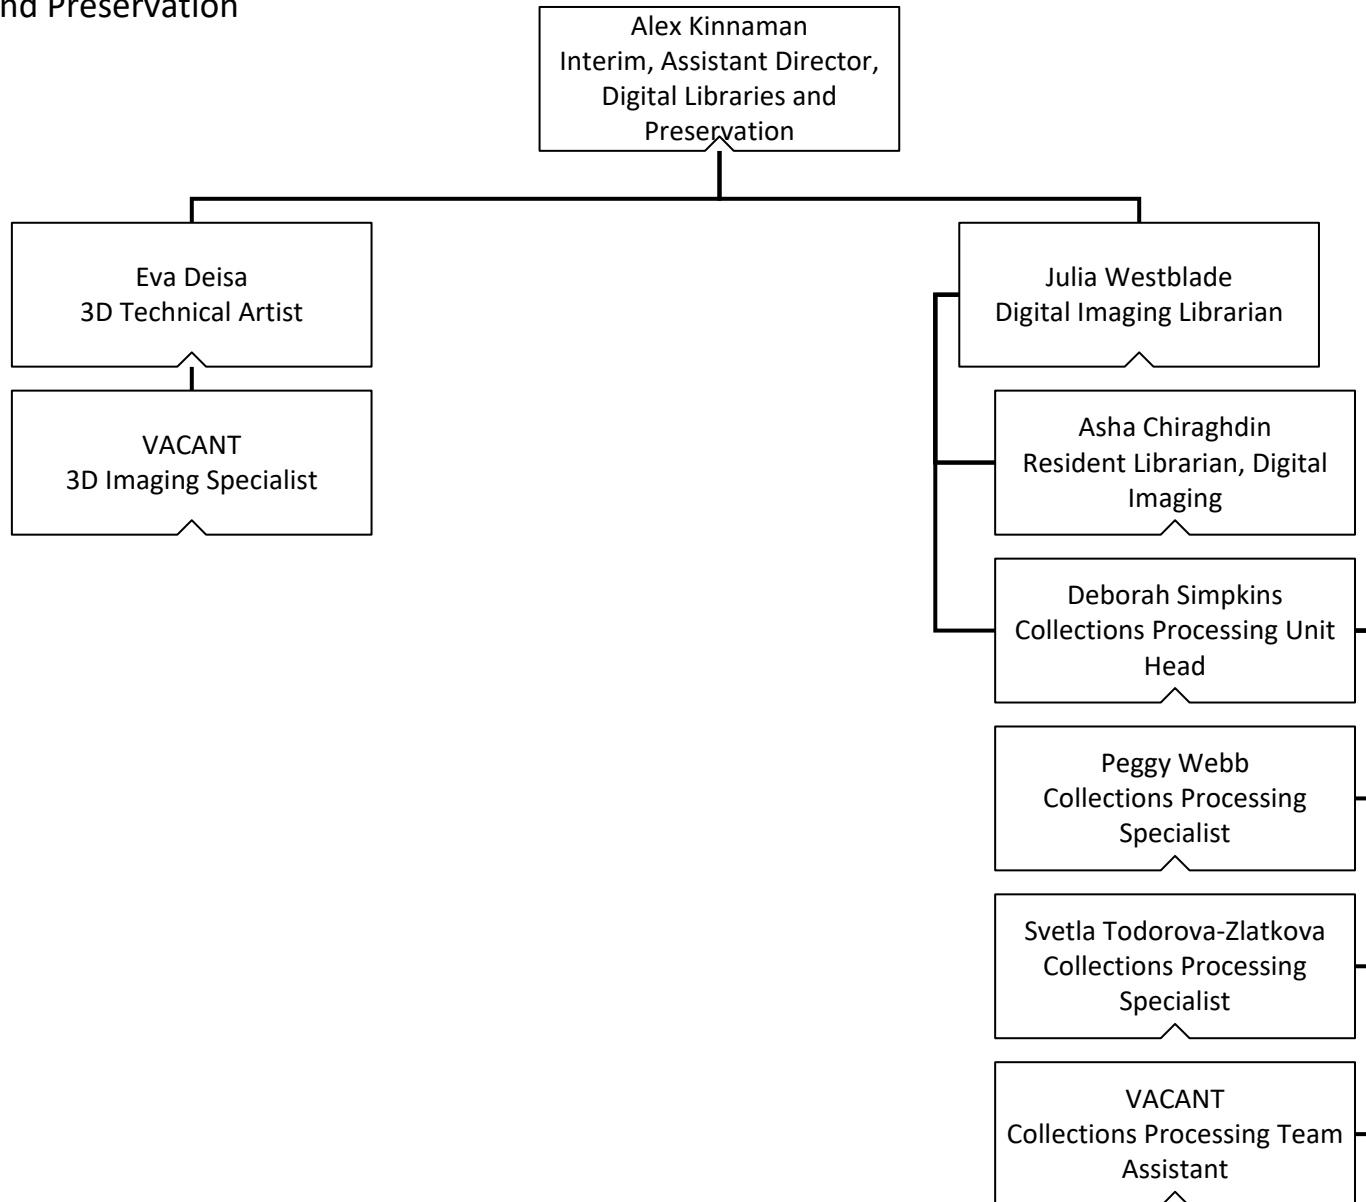 nd Preservation
Alex Kinnaman
Interim, Assistant Director,
Digital Libraries and
Preservation
Eva Deisa
3D Technical Artist
Julia Westblade
Digital Imaging Librarian
VACANT
3D Imaging Specialist
Asha Chiraghdin
Resident Librarian, Digital
Imaging
Deborah Simpkins
Collections Processing Unit
Head
Peggy Webb
Collections Processing
Specialist
Svetla Todorova-Zlatkova
Collections Processing
Specialist
VACANT
Collections Processing Team
Assistant